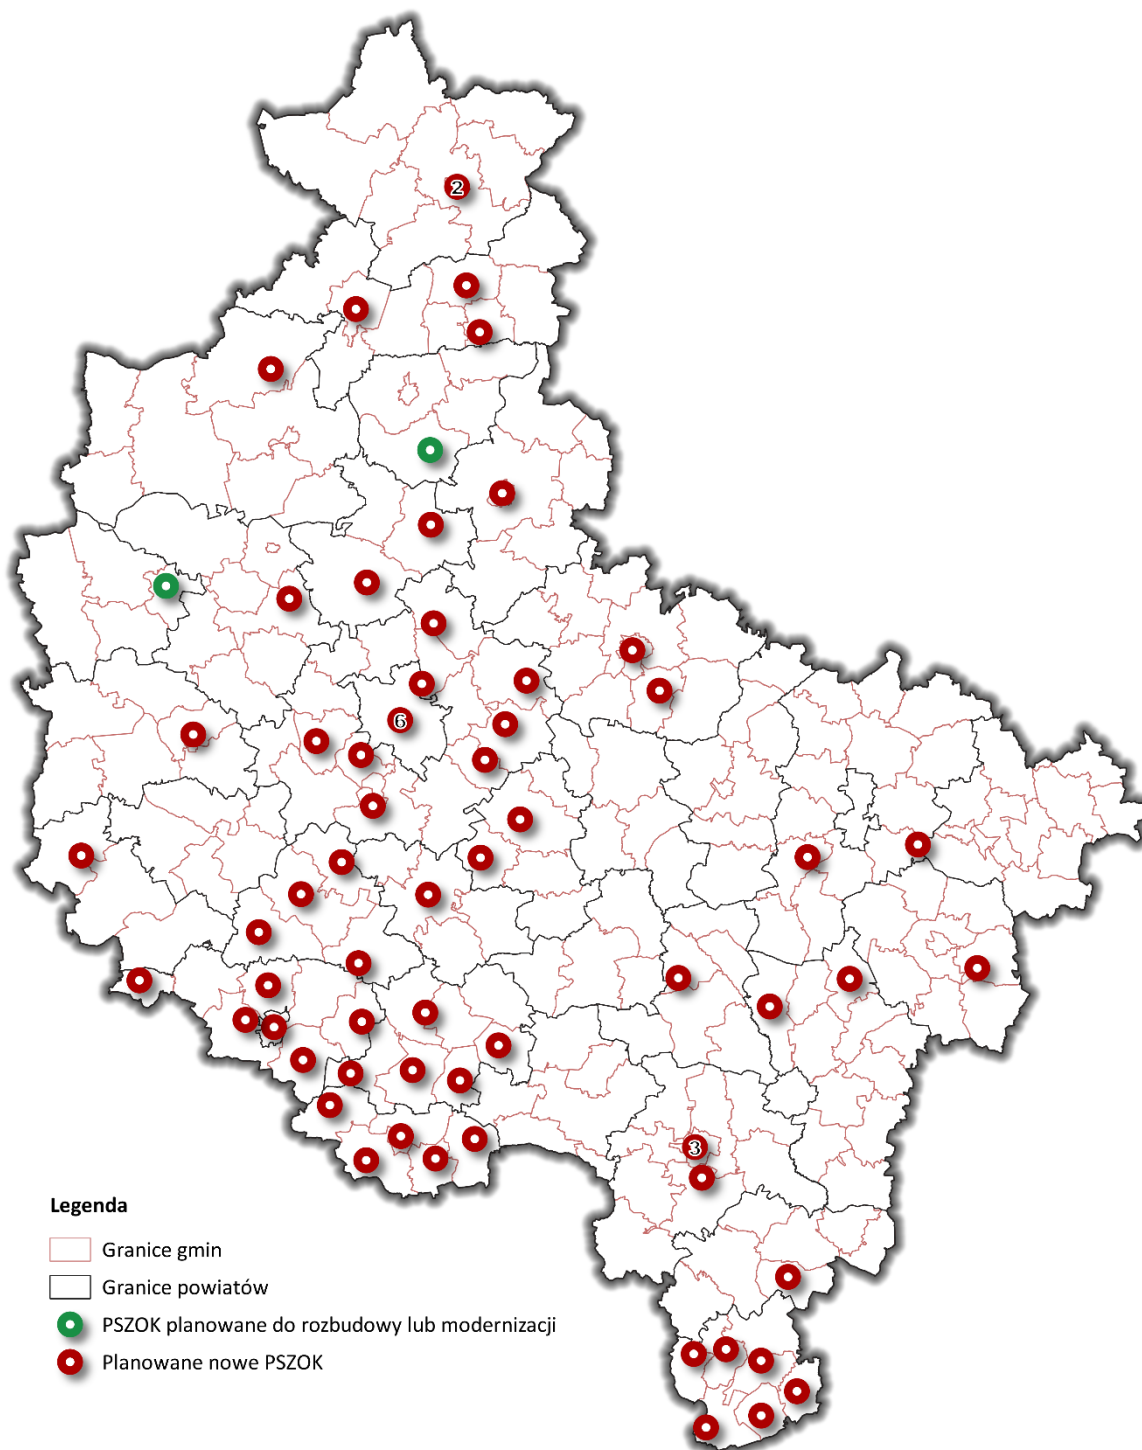 2
6
3
Legenda
Granice gmin
Granice powiatów
PSZOK planowane do rozbudowy lub modernizacji
Planowane nowe PSZOK